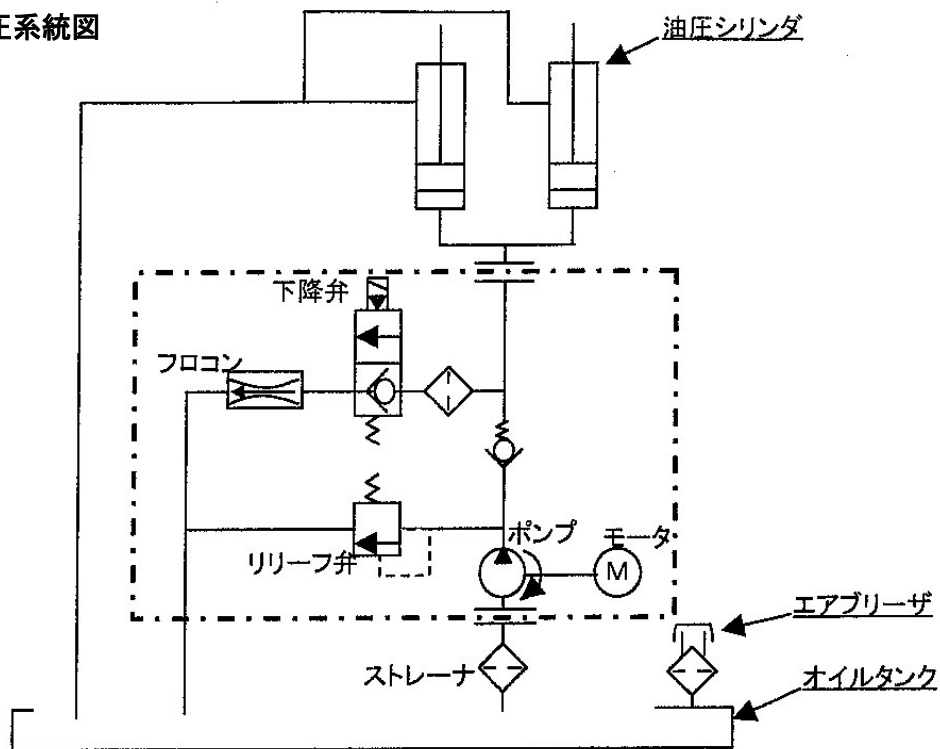 圧系統図
油圧シリンダ
下降弁
フロコン
リリーフ弁
ポンプ
モータ
M
エアブリーザ
ストレーナ
オイルタンク